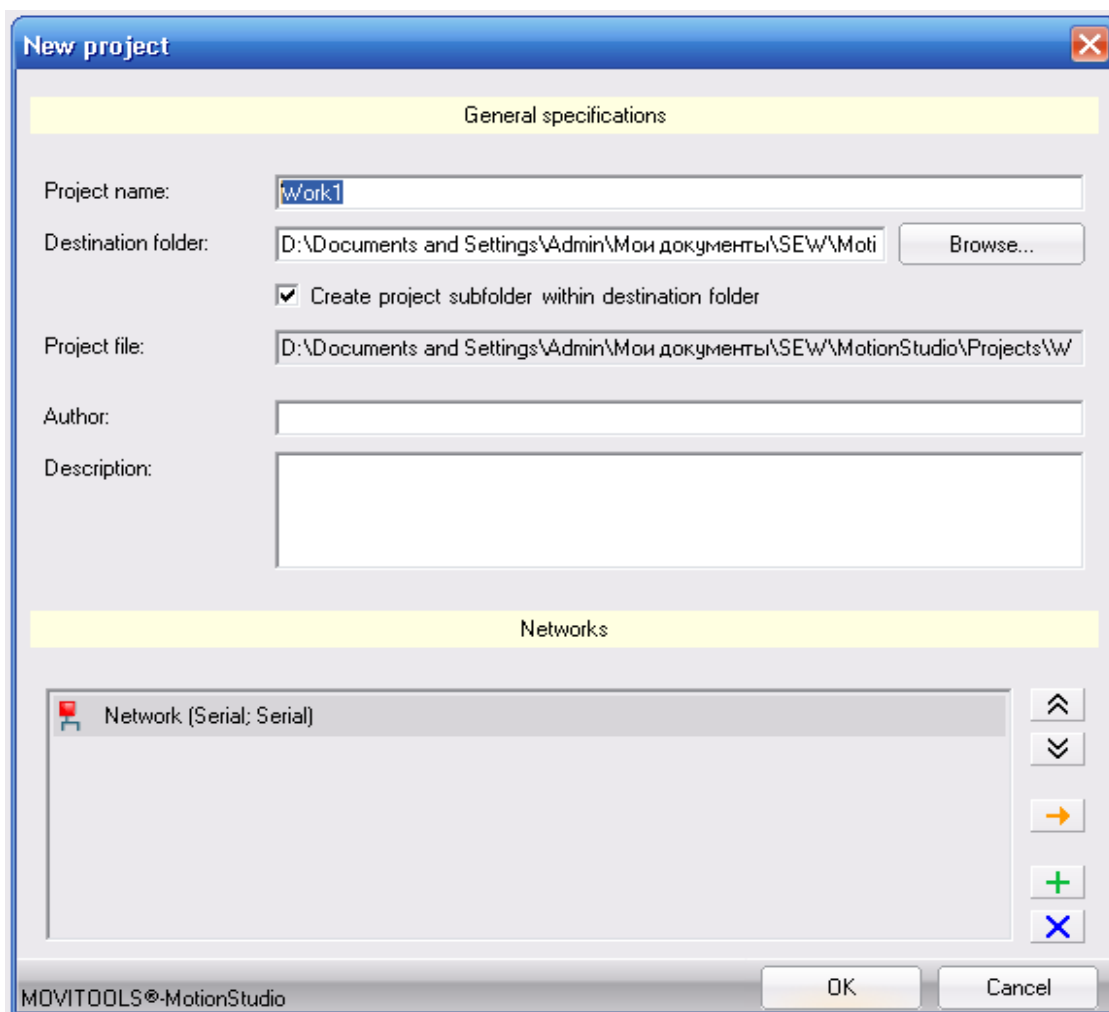 New project
General specifications
Project name:
Work1
Destination folder:
D:\Documents and Settings\Admin\Мои документы\SEW\Moti
Browse...
Create project subfolder within destination folder
Project file:
D:\Documents and Settings\Admin\Мои документы\SEW\MotionStudio\Projects\W
Author:
Description:
Networks
Network (Serial; Serial)
MOVITOOLS®-MotionStudio
OK
Cancel